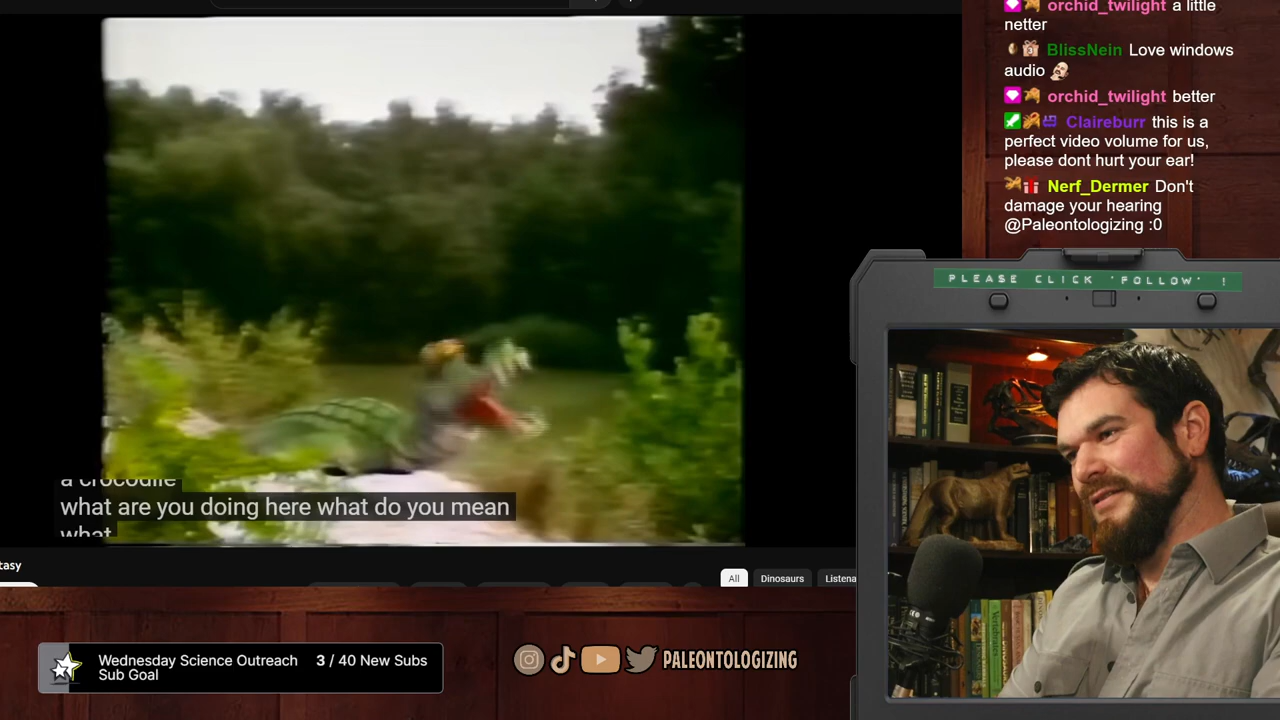 orchid_twilight a little
netter
BlissNein Love windows
audio
orchid_twilight better
Claireburr this is a
perfect video volume for us,
please dont hurt your ear!
Nerf_Dermer Don't
damage your hearing
@Paleontologizing :0
PLEASE CLICK 'FOLLOW' !
a crocodile
what are you doing here what do you mean
what
tasy
All Dinosaurs Listena
Wednesday Science Outreach 3 / 40 New Subs
Sub Goal
PALEONTOLOGIZING